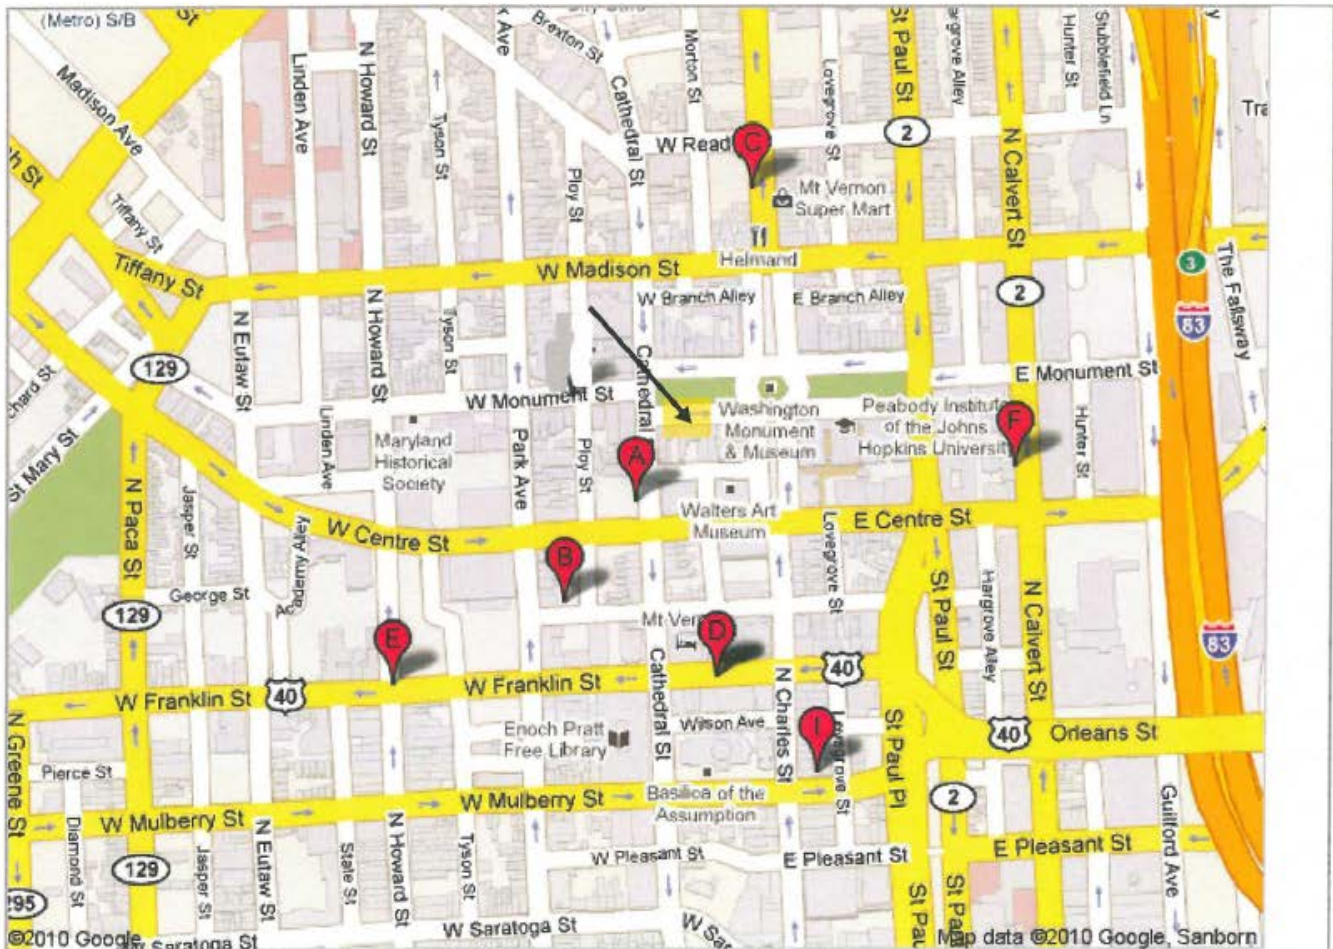 (Metro) S/B
St
Brexton St
St Paul St
Hunter St
Stubblefield Ln
Madison Ave
Linden Ave
N Howard St
Tyson St
Cathedral St
Morton St
Lovegrove St
N Calvert St
W Read
C
2
Mt Vernon
Super Mart
Ploy St
Tiffany St
Tiffany St
W Madison St
Helmand
3
The Fallsway
W Branch Alley
E Branch Alley
2
83
N Eutaw St
N Howard St
Tyson St
Cathedral
129
W Monument St
E Monument St
St Mary St
Linden Ave
Maryland
Historical
Society
Park Ave
Ploy St
A
Washington
Monument
& Museum
Peabody Institute
of the Johns
Hopkins University
F
Hunter St
N Paca St
Jasper St
W Centre St
Walters Art
Museum
E Centre St
Lovegrove St
B
129
George St
St Paul St
Hargrove Alley
N Calvert St
Mt Vern
D
E
40
83
W Franklin St
40
W Franklin St
Cathedral St
N Charles St
N Greene St
Enoch Pratt
Free Library
Wilson Ave
I
Lovegrove St
St Paul Pl
40
Orleans St
Pierce St
W Mulberry St
W Mulberry St
Basilica of the
Assumption
2
Guilford Ave
Diamond St
129
Jasper St
N Eutaw St
State St
N Howard St
Tyson St
W Pleasant St
E Pleasant St
E Pleasant St
295
W Saratoga St
W Saratoga St
©2010 Google
Map data ©2010 Google, Sanborn